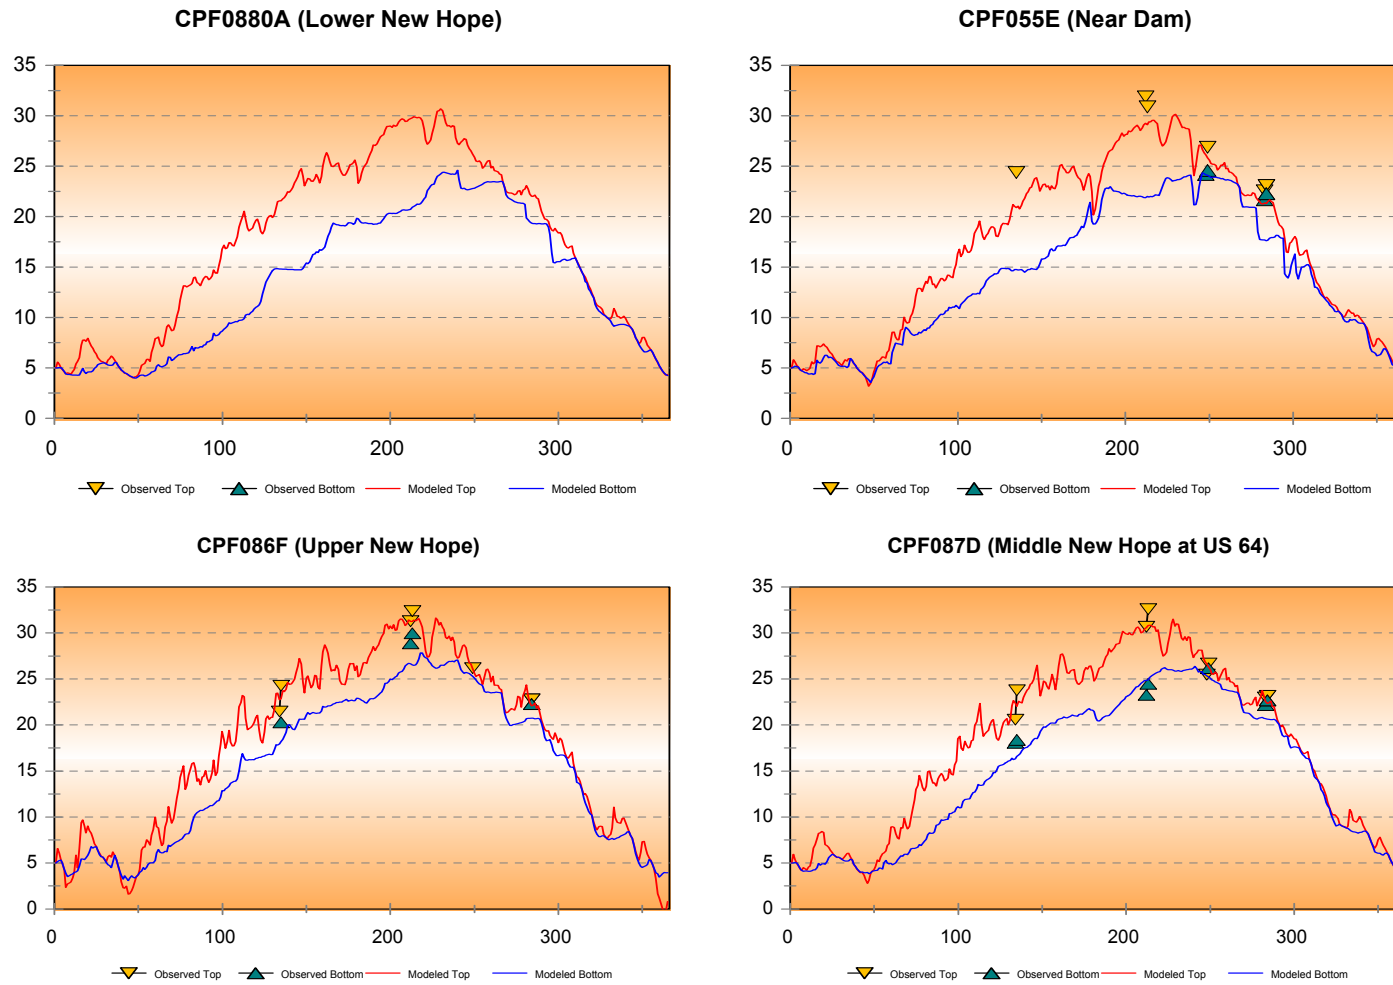 CPF0880A (Lower New Hope)
35
30
25
20
15
10
5
0
0 100 200 300
Observed Top Observed Bottom Modeled Top Modeled Bottom
CPF055E (Near Dam)
35
30
25
20
15
10
5
0
0 100 200 300
Observed Top Observed Bottom Modeled Top Modeled Bottom
CPF086F (Upper New Hope)
35
30
25
20
15
10
5
0
0 100 200 300
Observed Top Observed Bottom Modeled Top Modeled Bottom
CPF087D (Middle New Hope at US 64)
35
30
25
20
15
10
5
0
0 100 200 300
Observed Top Observed Bottom Modeled Top Modeled Bottom